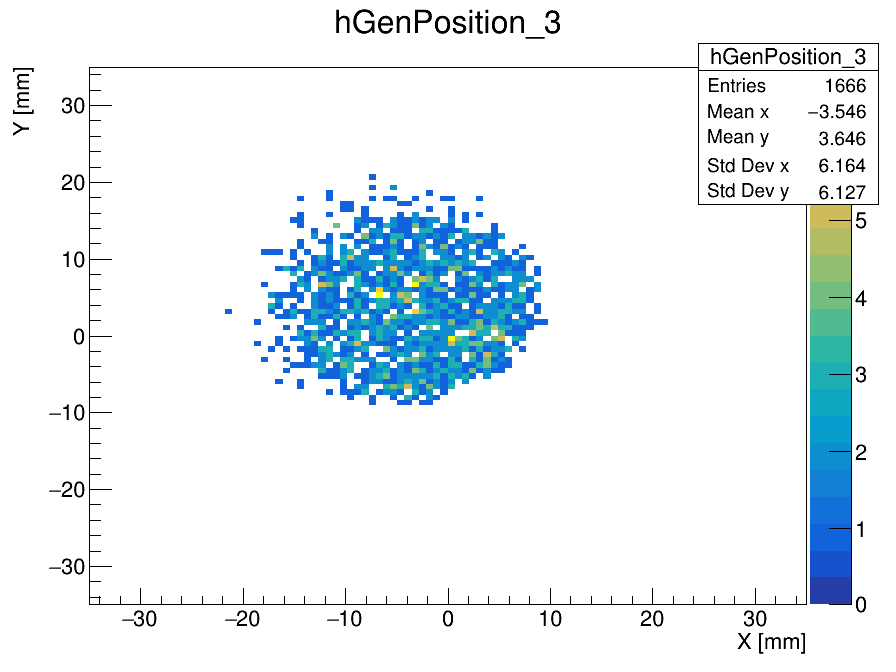 hGenPosition_3
hGenPosition_3
Entries 1666
Mean x −3.546
Mean y 3.646
Std Dev x 6.164
Std Dev y 6.127
Y [mm]
30
20
10
0
−10
−20
−30
5
4
3
2
1
0
−30 −20 −10 0 10 20 30
X [mm]